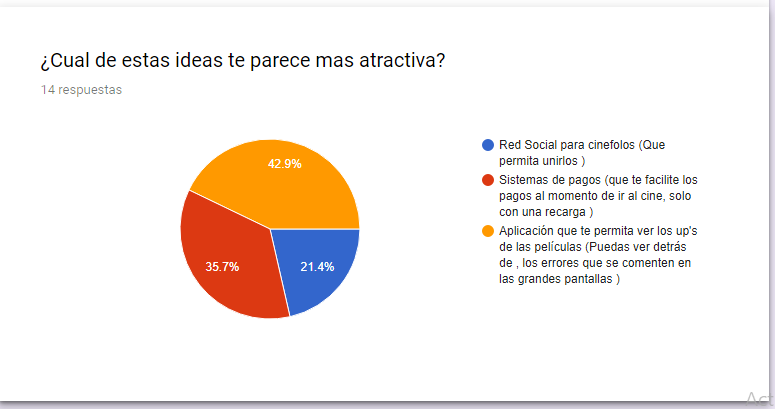 ¿Cual de estas ideas te parece mas atractiva?
14 respuestas
42.9%
35.7%
21.4%
Red Social para cinefolos (Que
permita unirlos )
Sistemas de pagos (que te facilite los
pagos al momento de ir al cine, solo
con una recarga )
Aplicación que te permita ver los up's
de las películas (Puedas ver detrás
de , los errores que se comenten en
las grandes pantallas )
Act